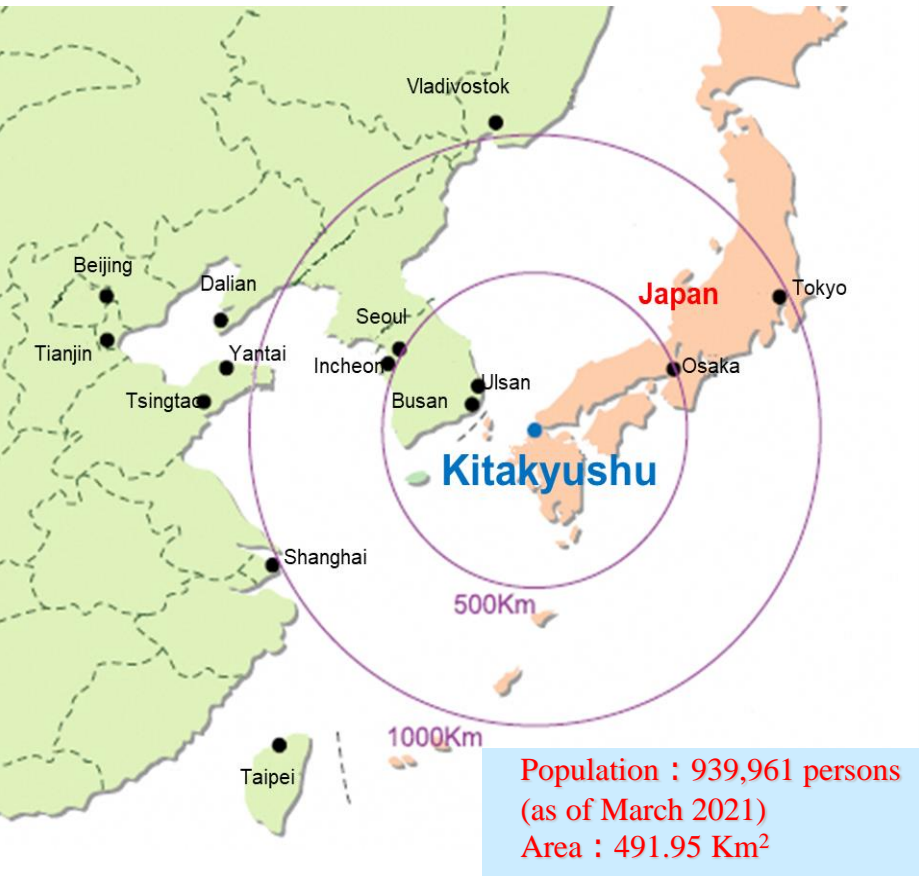 Vladivostok
Beijing
Dalian
Japan
Tokyo
Seoul
Tianjin
Yantai
Incheon
Osaka
Ulsan
Tsingtao
Busan
Kitakyushu
Shanghai
500Km
1000Km
Taipei
Population：939,961 persons
(as of March 2021)
Area：491.95 Km²